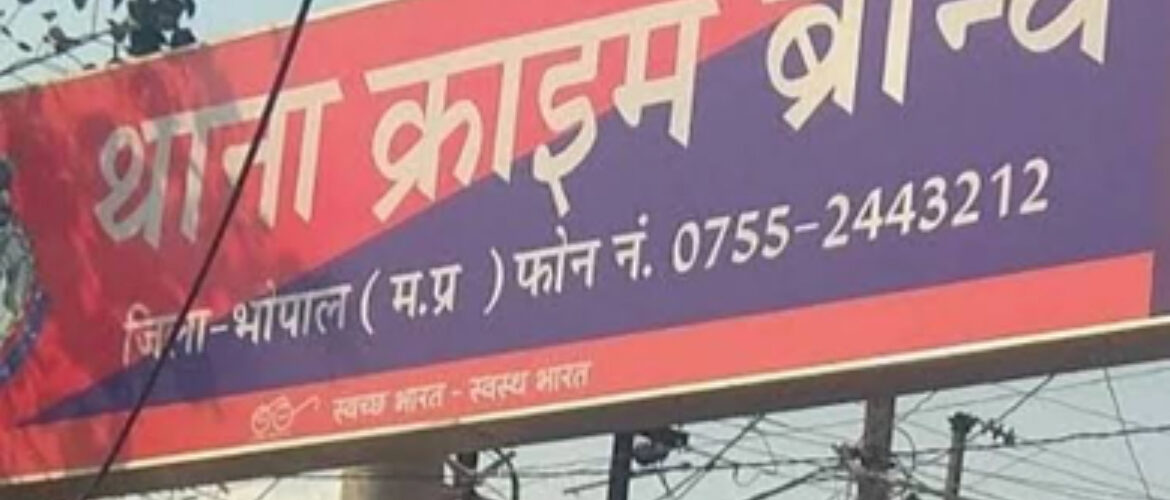 थाना क्राइम ब्रान्च
जिला-भोपाल ( म.प्र ) फोन नं. 0755-2443212
स्वच्छ भारत - स्वस्थ भारत